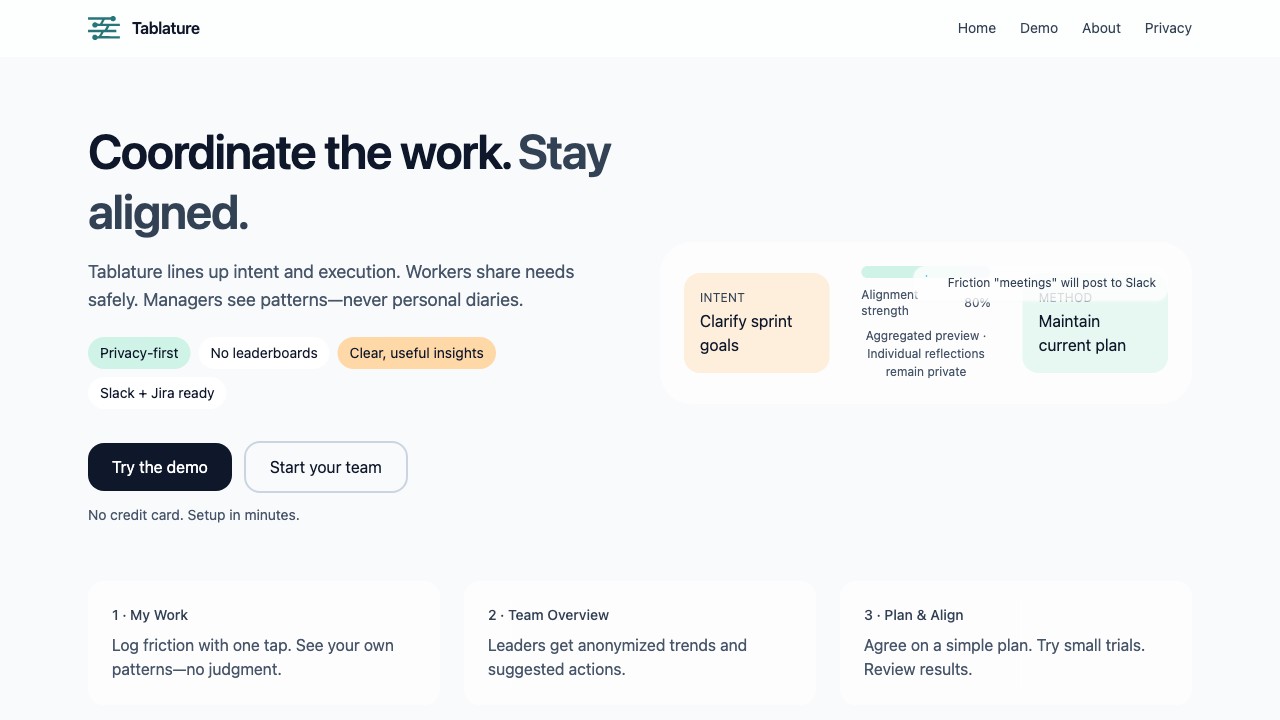 Tablature
Home
Demo
About
Privacy
Coordinate the work. Stay
aligned.
Tablature lines up intent and execution. Workers share needs
safely. Managers see patterns—never personal diaries.
Privacy-first
No leaderboards
Clear, useful insights
Slack + Jira ready
Try the demo
Start your team
No credit card. Setup in minutes.
INTENT
Clarify sprint
goals
Alignment
strength
80%
Aggregated preview ·
Individual reflections
remain private
Friction "meetings" will post to Slack
METHOD
Maintain
current plan
1 · My Work
Log friction with one tap. See your own
patterns—no judgment.
2 · Team Overview
Leaders get anonymized trends and
suggested actions.
3 · Plan & Align
Agree on a simple plan. Try small trials.
Review results.